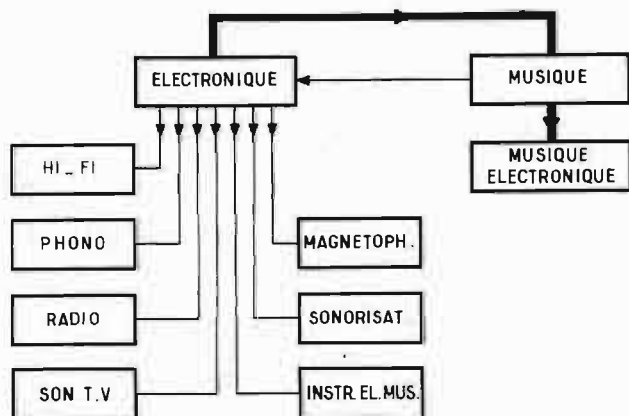 ELECTRONIQUE
MUSIQUE
MUSIQUE
ELECTRONIQUE
HI_FI
PHONO
MAGNETOPH.
RADIO
SONORISAT
SON T.V
INSTR.EL.MUS.